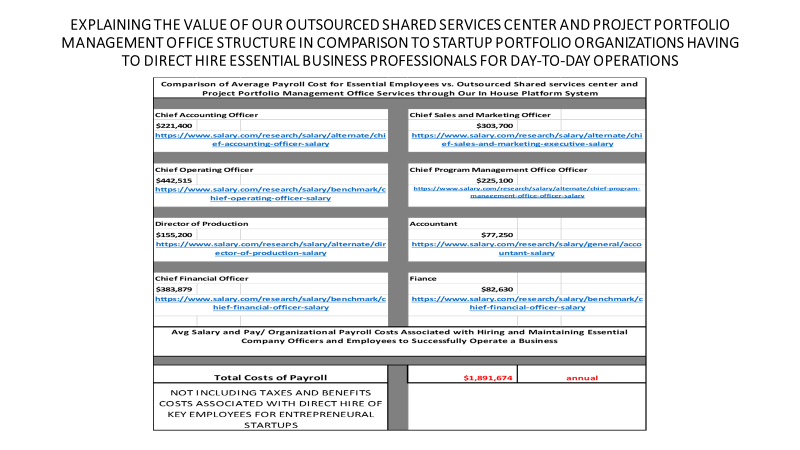 EXPLAINING THE VALUE OF OUR OUTSOURCED SHARED SERVICES CENTER AND PROJECT PORTFOLIO
MANAGEMENT OFFICE STRUCTURE IN COMPARISON TO STARTUP PORTFOLIO ORGANIZATIONS HAVING
TO DIRECT HIRE ESSENTIAL BUSINESS PROFESSIONALS FOR DAY-TO-DAY OPERATIONS
Comparison of Average Payroll Cost for Essential Employees vs. Outsourced Shared services center and
Project Portfolio Management Office Services through Our In House Platform System
Chief Accounting Officer
$221,400
https://www.salary.com/research/salary/alternate/chi
ef-accounting-officer-salary
Chief Sales and Marketing Officer
$303,700
https://www.salary.com/research/salary/alternate/chi
ef-sales-and-marketing-executive-salary
Chief Operating Officer
$442,515
https://www.salary.com/research/salary/benchmark/c
hief-operating-officer-salary
Chief Program Management Office Officer
$225,100
https://www.salary.com/research/salary/alternate/chief-program-
management-office-officer-salary
Director of Production
$155,200
https://www.salary.com/research/salary/alternate/dir
ector-of-production-salary
Accountant
$77,250
https://www.salary.com/research/salary/general/acco
untant-salary
Chief Financial Officer
$383,879
https://www.salary.com/research/salary/benchmark/c
hief-financial-officer-salary
Fiance
$82,630
https://www.salary.com/research/salary/benchmark/c
hief-financial-officer-salary
Avg Salary and Pay/ Organizational Payroll Costs Associated with Hiring and Maintaining Essential
Company Officers and Employees to Successfully Operate a Business
Total Costs of Payroll
$1,891,674
annual
NOT INCLUDING TAXES AND BENEFITS
COSTS ASSOCIATED WITH DIRECT HIRE OF
KEY EMPLOYEES FOR ENTREPRENEURAL
STARTUPS